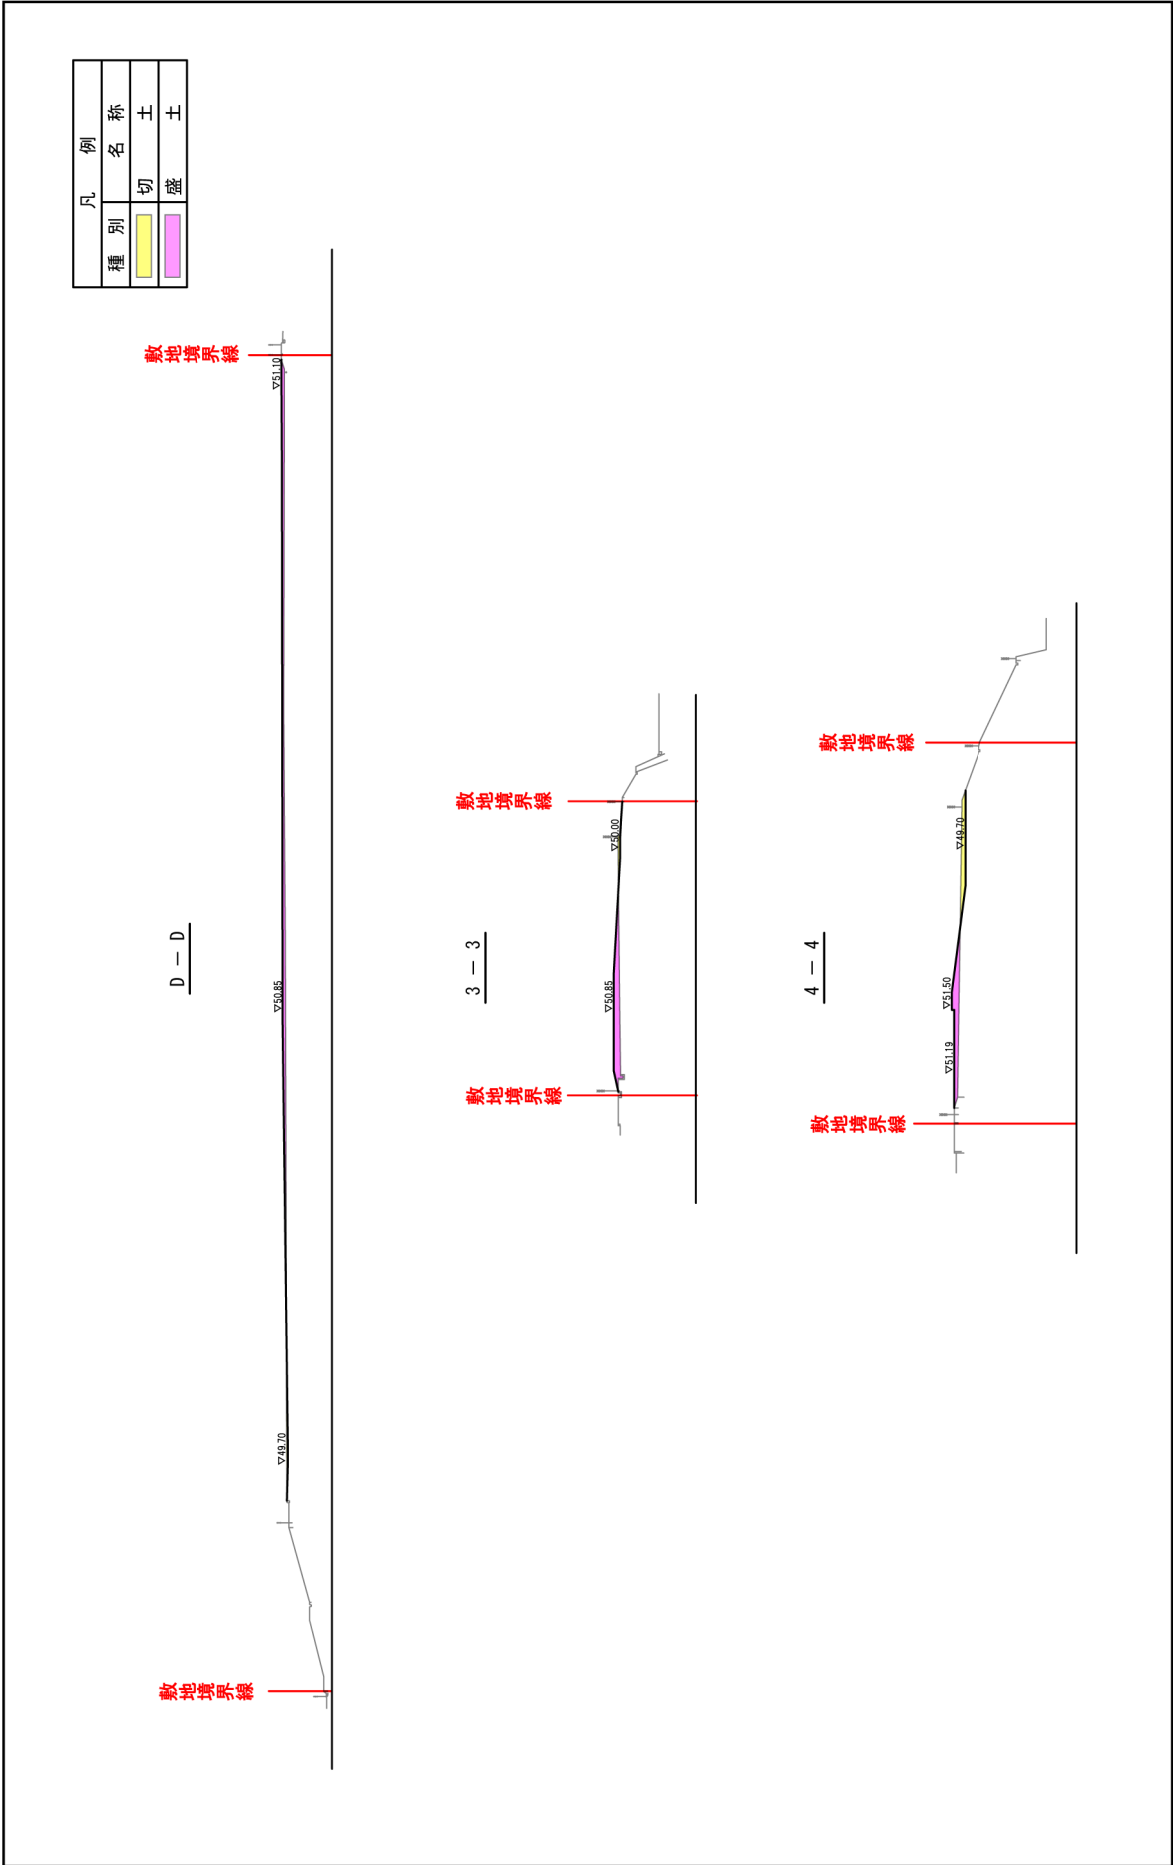 凡　例
種　別　名　称
切　土
盛　土
D － D
敷地境界線
▽49.70
▽50.85
▽51.10
敷地境界線
3 － 3
敷地境界線
▽50.85
▽50.00
敷地境界線
4 － 4
敷地境界線
▽51.19
▽51.50
▽49.70
敷地境界線